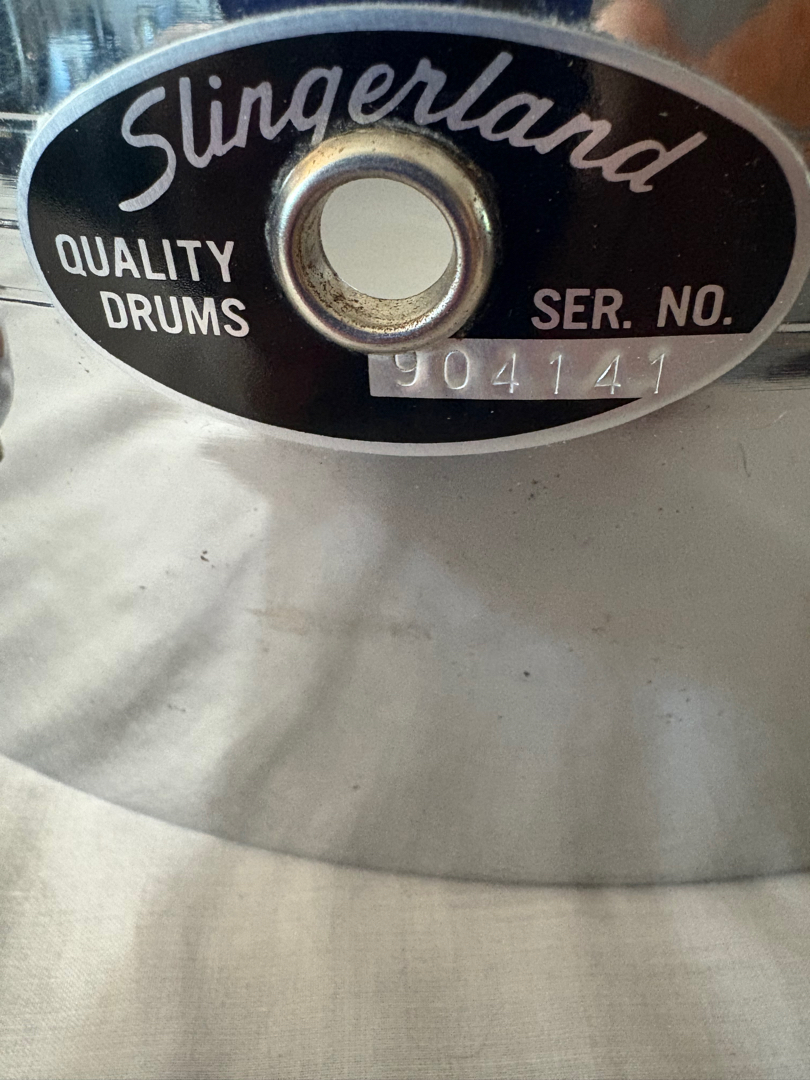 Slingerland
QUALITY
DRUMS
SER. NO.
904141